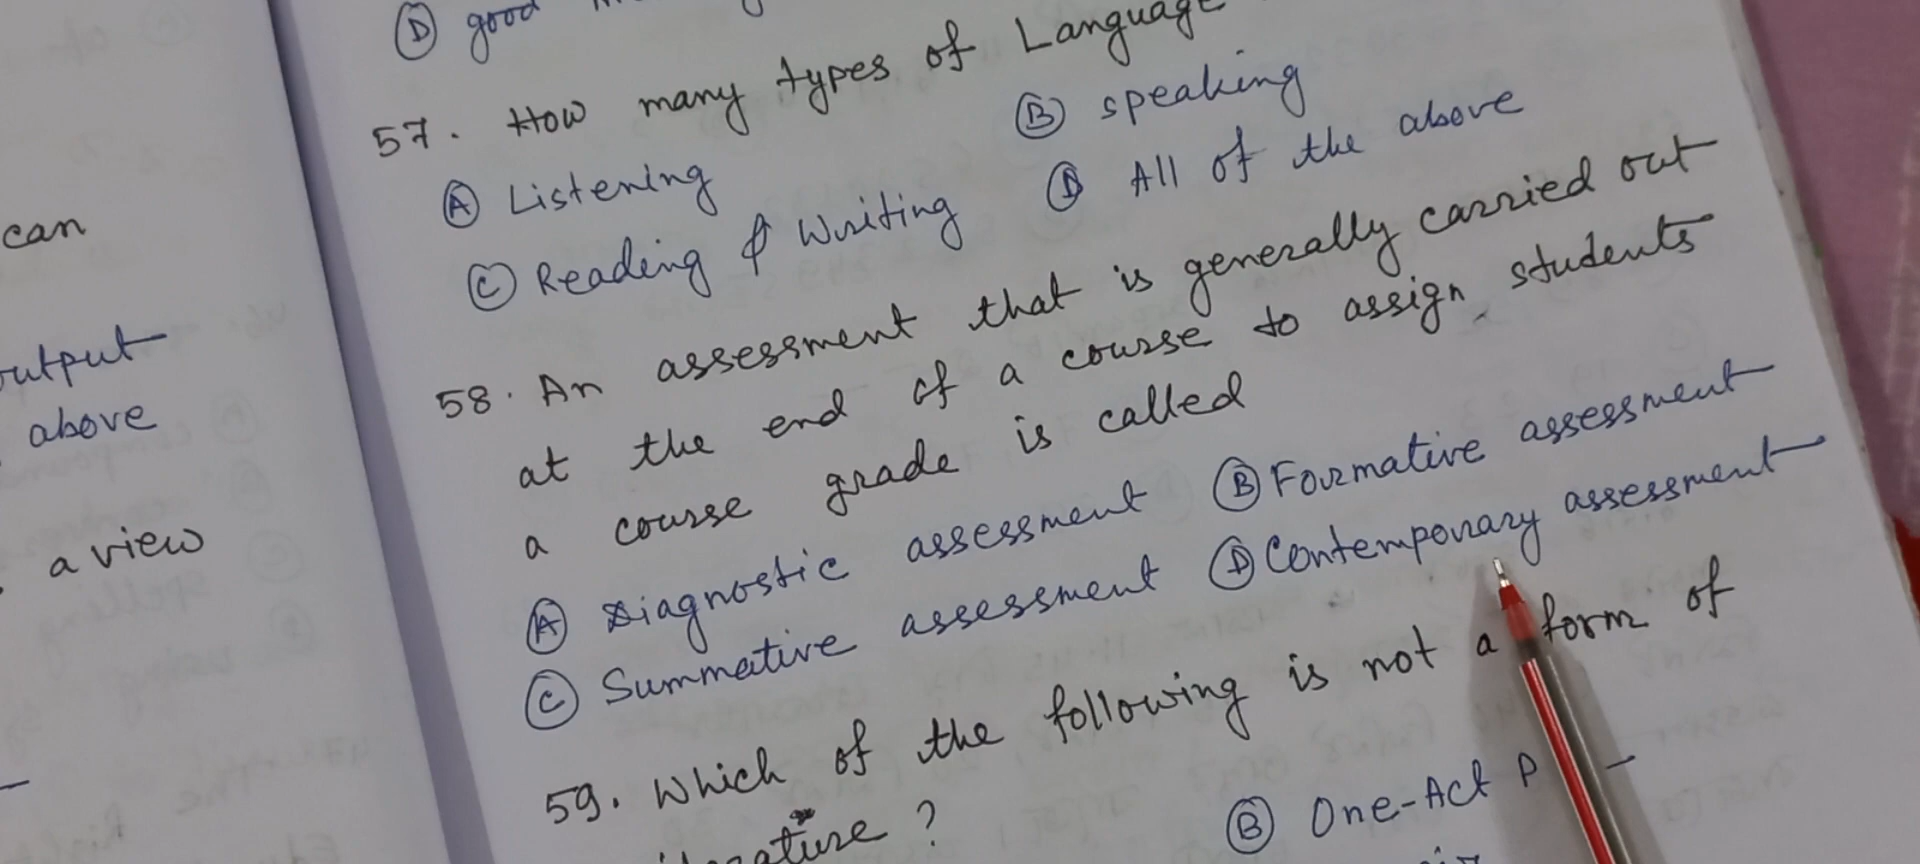 can
output
above
a view
D good
57. How many types of Language
A Listening B speaking
C Reading & Writing D All of the above
58. An assessment that is generally carried out
at the end of a course to assign students
a course grade is called
A Diagnostic assessment B Formative assessment
C Summative assessment D Contemporary assessment
59. Which of the following is not a form of
?
B One-Act